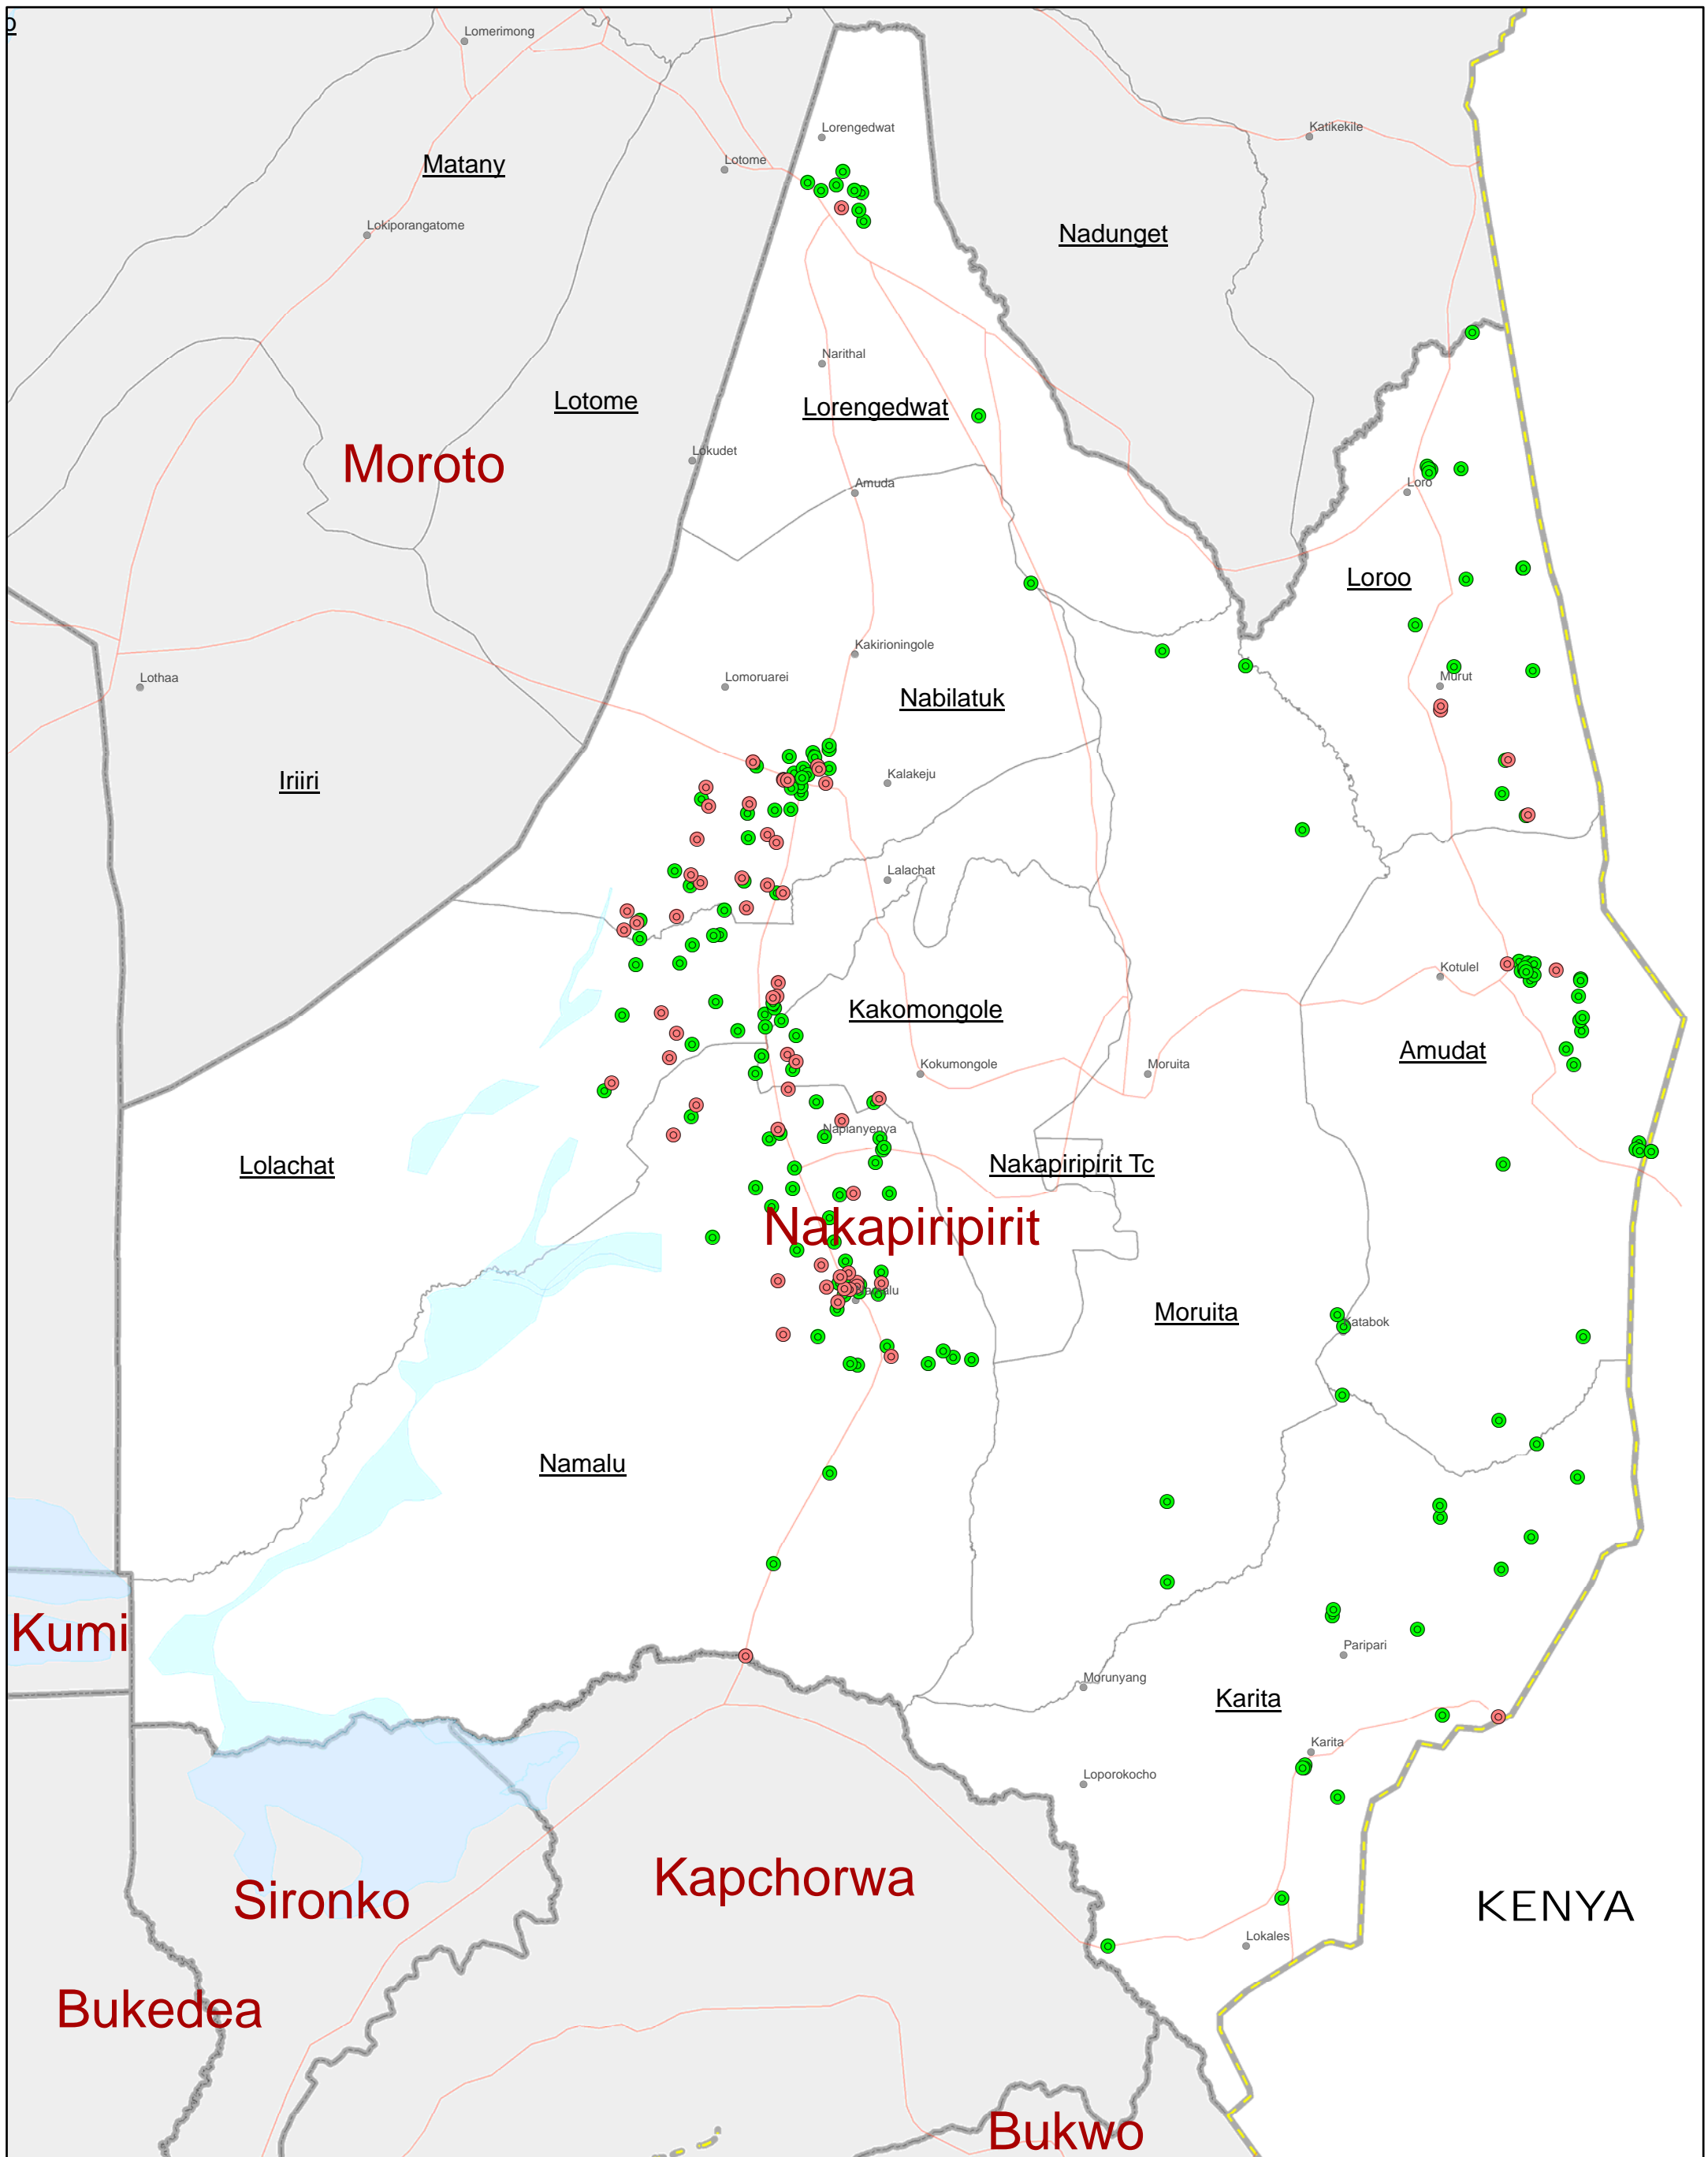 Lomerimong
Lorengedwat
Katikekile
Matany
Lotome
Lokiporangatome
Nadunget
Narithal
Lotome
Lorengedwat
Moroto
Lokudet
Amuda
Loro
Loroo
Kakirioningole
Lothaa
Lomoruarei
Murut
Nabilatuk
Iriiri
Kalakeju
Lalachat
Kotulel
Kakomongole
Amudat
Kokumongole
Moruita
Napianyenya
Lolachat
Nakapiripirit Tc
Nakapiripirit
Namalu
Moruita
Katabok
Namalu
Kumi
Paripari
Morunyang
Karita
Karita
Loporokocho
Kapchorwa
Sironko
KENYA
Lokales
Bukedea
Bukwo